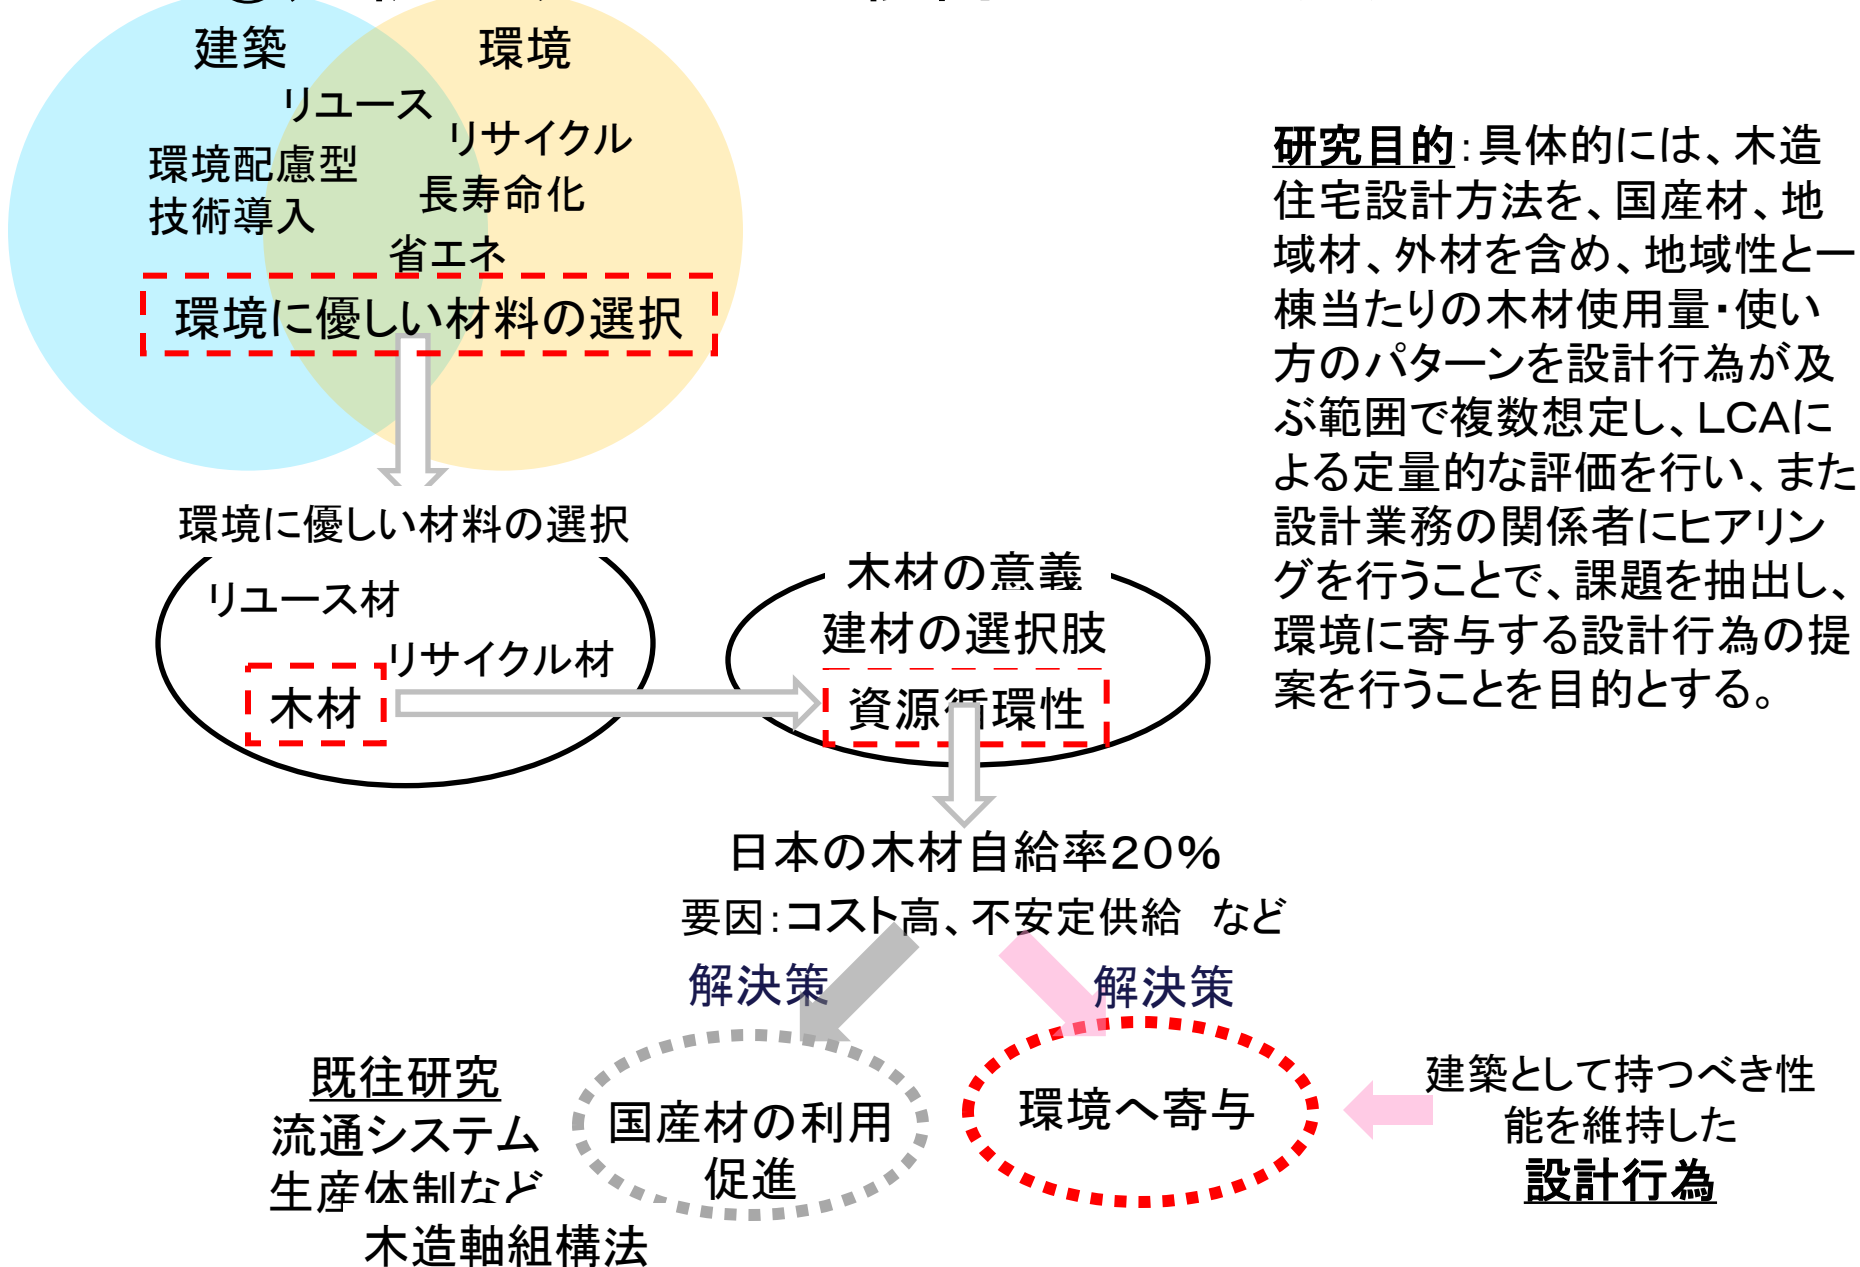 建築
環境
リユース
リサイクル
環境配慮型
技術導入
長寿命化
省エネ
環境に優しい材料の選択
研究目的:具体的には、木造
住宅設計方法を、国産材、地
域材、外材を含め、地域性と一
棟当たりの木材使用量・使い
方のパターンを設計行為が及
ぶ範囲で複数想定し、LCAに
よる定量的な評価を行い、また
設計業務の関係者にヒアリン
グを行うことで、課題を抽出し、
環境に寄与する設計行為の提
案を行うことを目的とする。
環境に優しい材料の選択
リユース材
リサイクル材
木材
木材の意義
建材の選択肢
資源循環性
日本の木材自給率20%
要因:コスト高、不安定供給 など
解決策
解決策
既往研究
流通システム
生産体制など
木造軸組構法
国産材の利用
促進
環境へ寄与
建築として持つべき性
能を維持した
設計行為